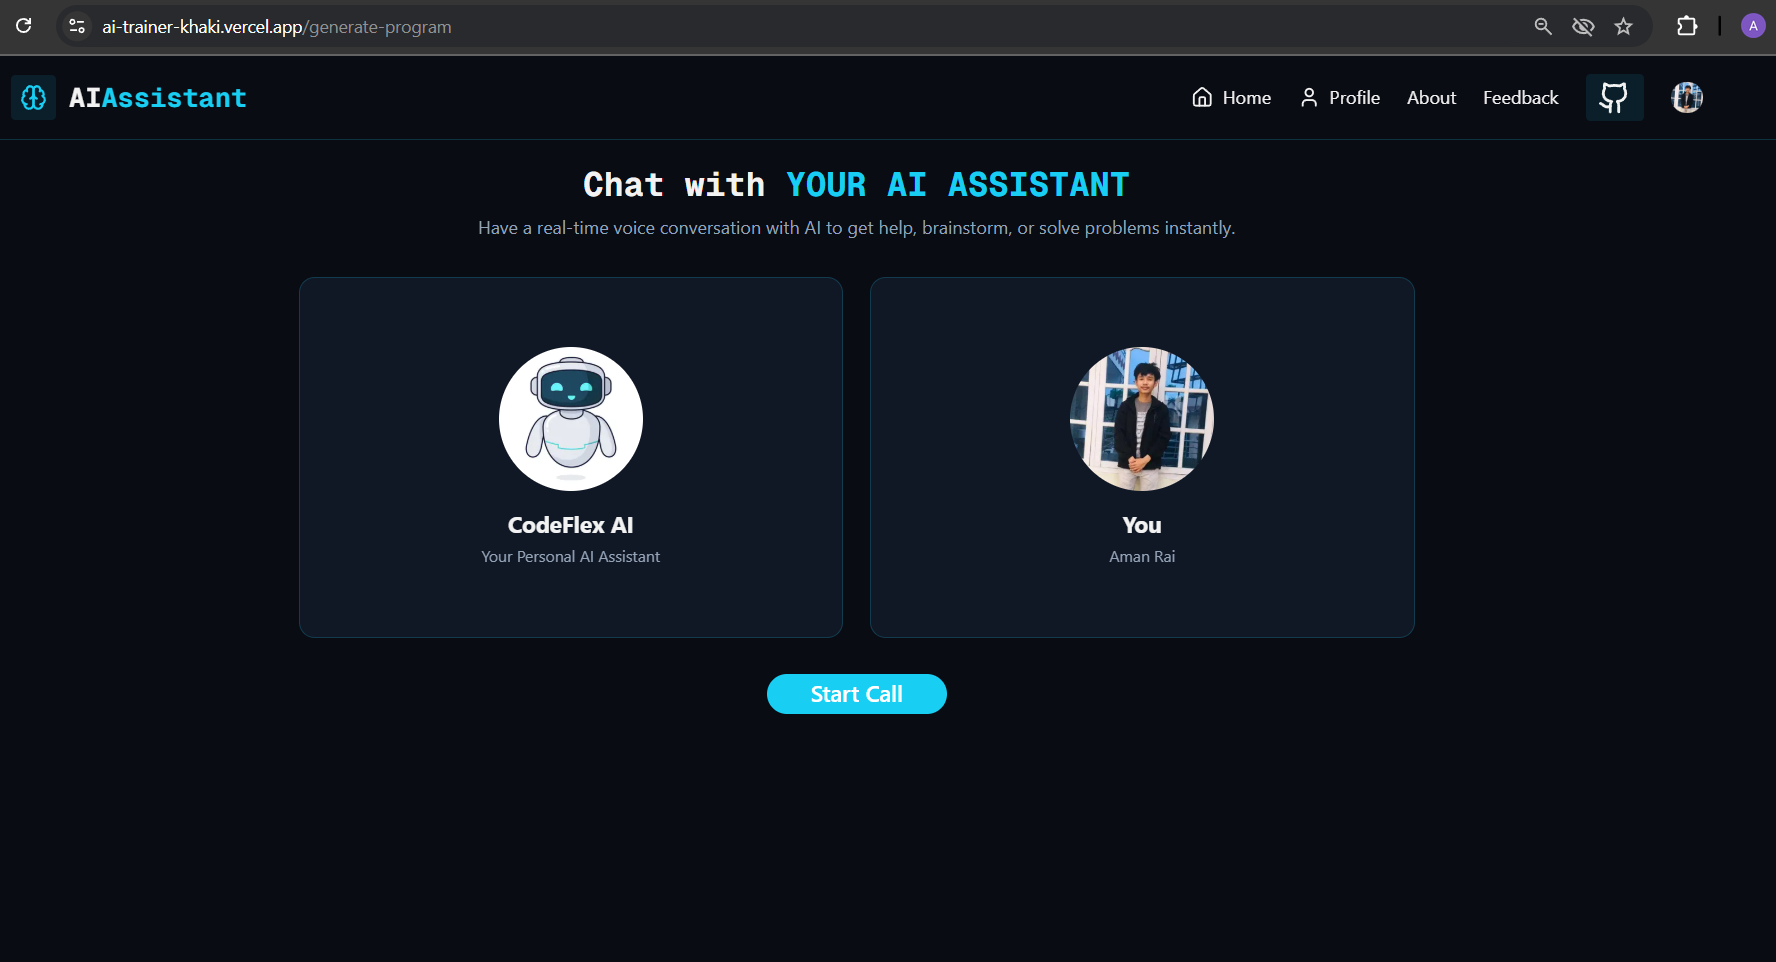 ai-trainer-khaki.vercel.app/generate-program
A
AIAssistant
Home Profile About Feedback
Chat with YOUR AI ASSISTANT
Have a real-time voice conversation with AI to get help, brainstorm, or solve problems instantly.
CodeFlex AI
Your Personal AI Assistant
You
Aman Rai
Start Call